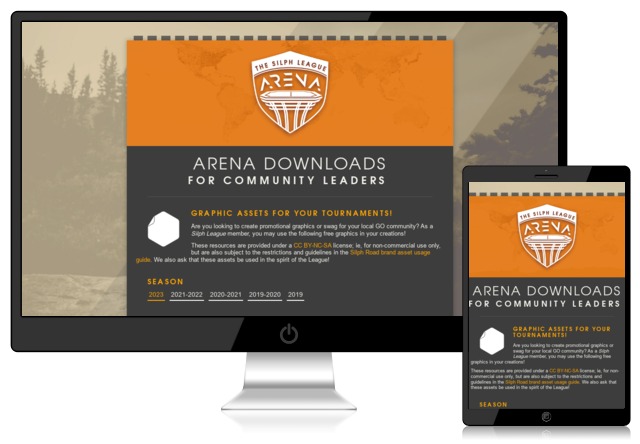 THE SILPH LEAGUE
ARENA
ARENA DOWNLOADS
FOR COMMUNITY LEADERS
GRAPHIC ASSETS FOR YOUR TOURNAMENTS!
Are you looking to create promotional graphics or swag for your local GO community? As a
Silph League member, you may use the following free graphics in your creations!
These resources are provided under a CC BY-NC-SA license; ie, for non-commercial use only,
but are also subject to the restrictions and guidelines in the Silph Road brand asset usage
guide. We also ask that these assets be used in the spirit of the League!
SEASON
2023 2021-2022 2020-2021 2019-2020 2019
THE SILPH LEAGUE
ARENA
ARENA DOWNLOADS
FOR COMMUNITY LEADERS
GRAPHIC ASSETS FOR YOUR
TOURNAMENTS!
Are you looking to create promotional graphics or
swag for your local GO community? As a Silph
League member, you may use the following free
graphics in your creations!
These resources are provided under a CC BY-NC-SA license; ie, non-
commercial use only, but are also subject to the restrictions and
guidelines in the Silph Road brand asset usage guide. We also ask that
these assets be used in the spirit of the League!
SEASON